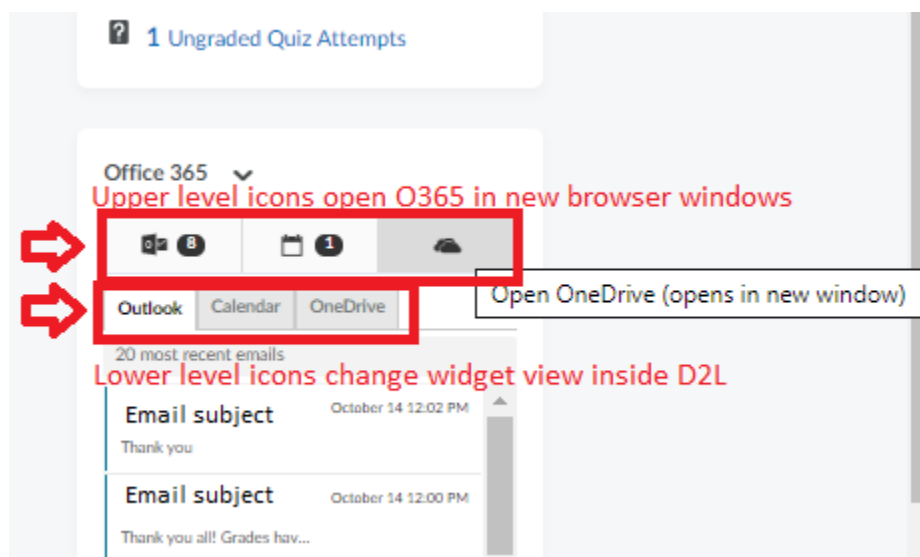 1 Ungraded Quiz Attempts
Office 365
Upper level icons open O365 in new browser windows
8 1
Open OneDrive (opens in new window)
Outlook Calendar OneDrive
20 most recent emails
Lower level icons change widget view inside D2L
Email subject October 14 12:02 PM
Thank you
Email subject October 14 12:00 PM
Thank you all! Grades hav...